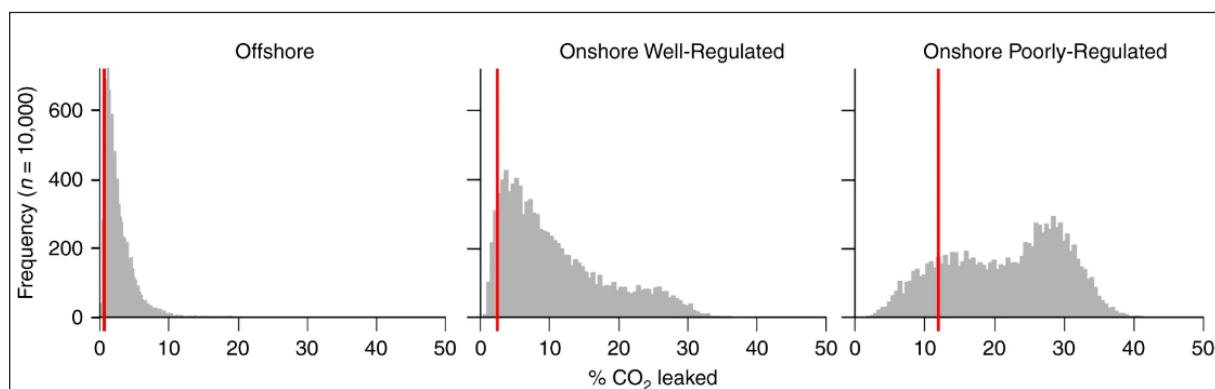 Offshore
Onshore Well-Regulated
Onshore Poorly-Regulated
Frequency (n = 10,000)
600
400
200
0
0 10 20 30 40 50
0 10 20 30 40 50
0 10 20 30 40 50
% CO₂ leaked